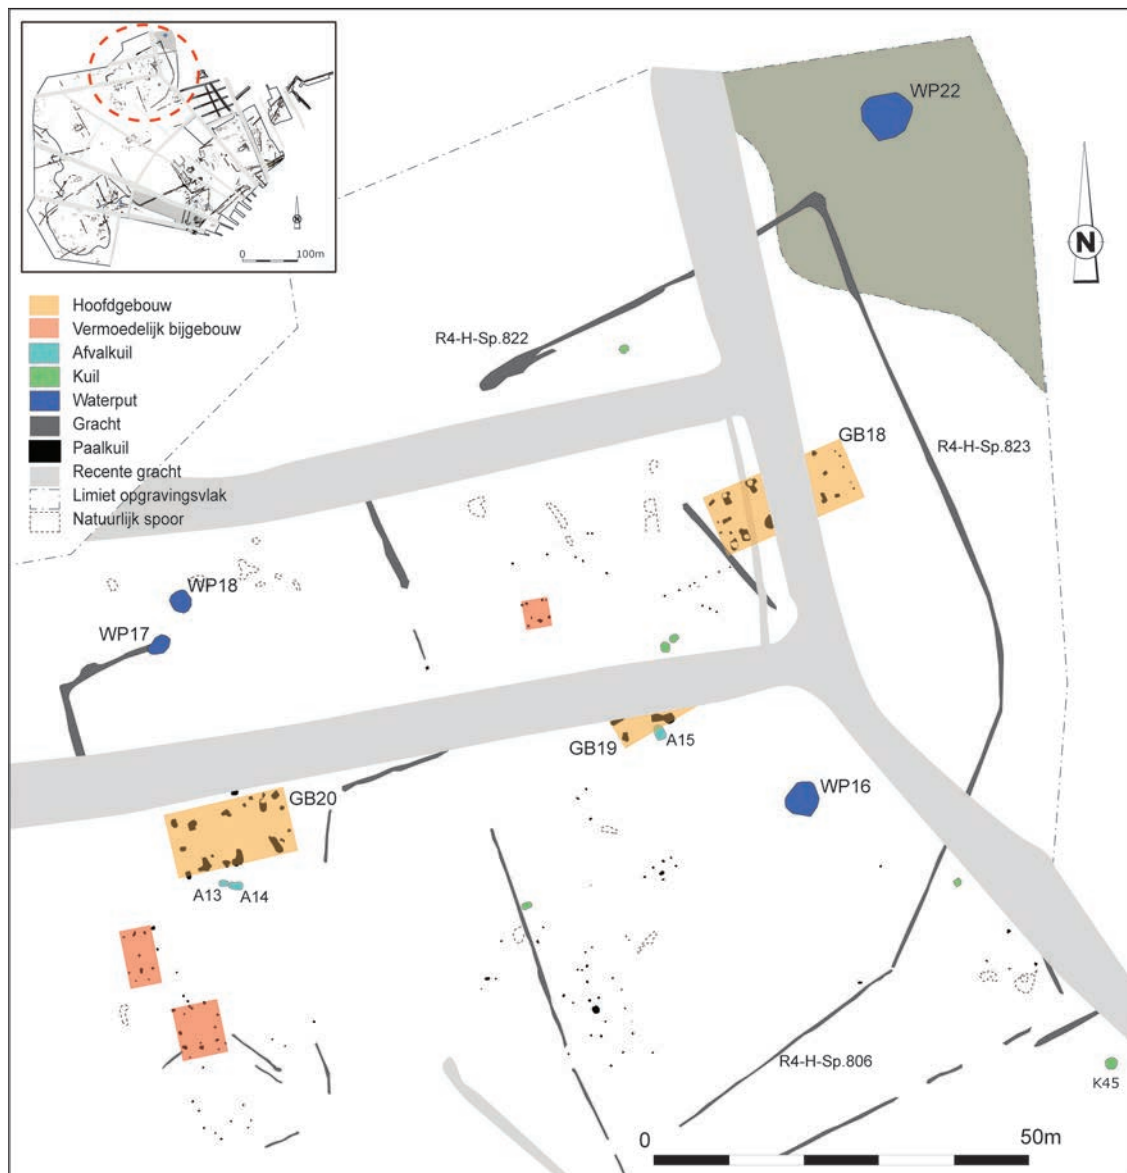 0 100m
Hoofdgebouw
Vermoedelijk bijgebouw
Afvalkuil
Kuil
Waterput
Gracht
Paalkuil
Recente gracht
Limiet opgravingsvlak
Natuurlijk spoor
WP22
N
R4-H-Sp.822
GB18
R4-H-Sp.823
WP18
WP17
GB19
A15
GB20
WP16
A13
A14
R4-H-Sp.806
K45
0 50m